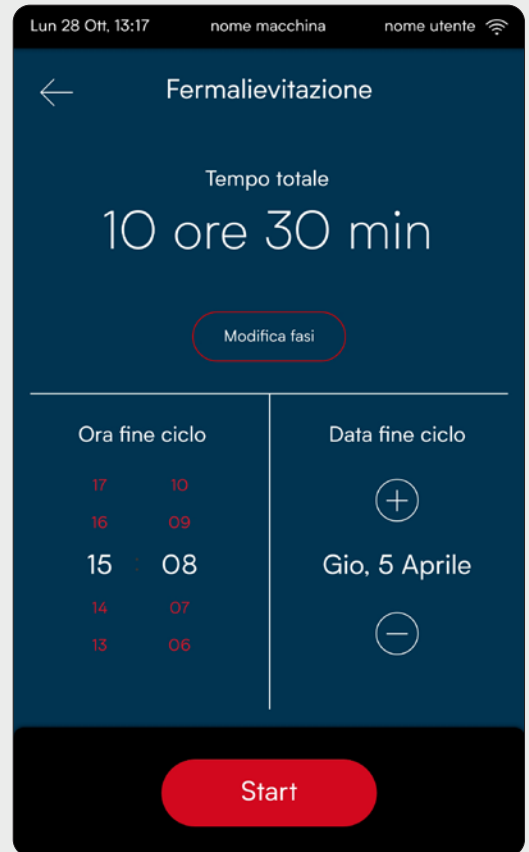 Lun 28 Ott, 13:17 nome macchina nome utente
Fermalievitazione
Tempo totale
10 ore 30 min
Modifica fasi
Ora fine ciclo
17 10
16 09
15 : 08
14 07
13 06
Data fine ciclo
Gio, 5 Aprile
Start